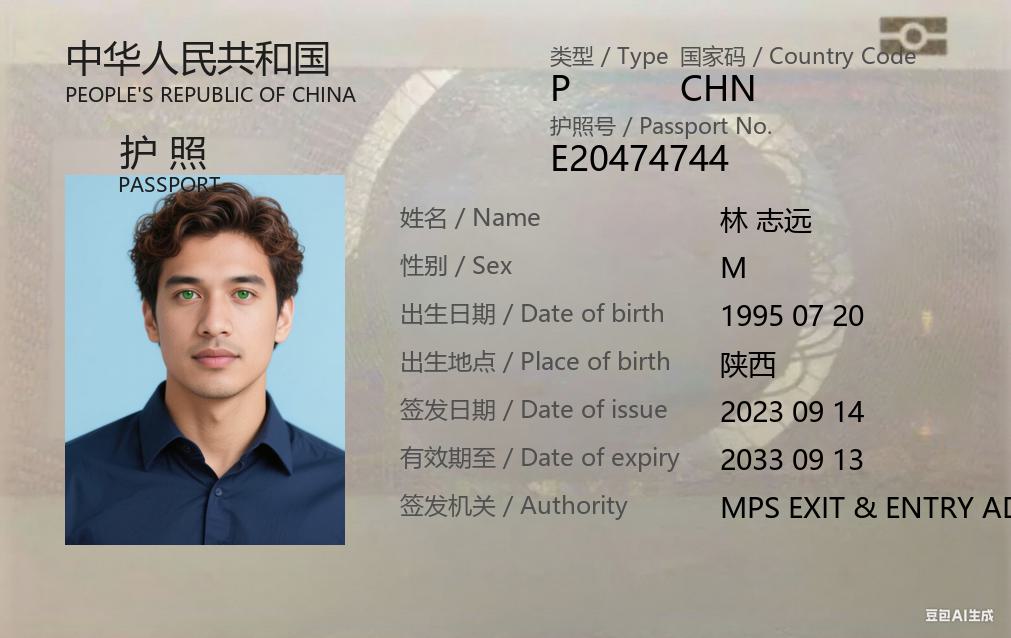 中华人民共和国
PEOPLE'S REPUBLIC OF CHINA
护 照
PASSPORT
类型 / Type 国家码 / Country Code
P CHN
护照号 / Passport No.
E20474744
姓名 / Name 林 志远
性别 / Sex M
出生日期 / Date of birth 1995 07 20
出生地点 / Place of birth 陕西
签发日期 / Date of issue 2023 09 14
有效期至 / Date of expiry 2033 09 13
签发机关 / Authority MPS EXIT & ENTRY AD
豆包AI生成